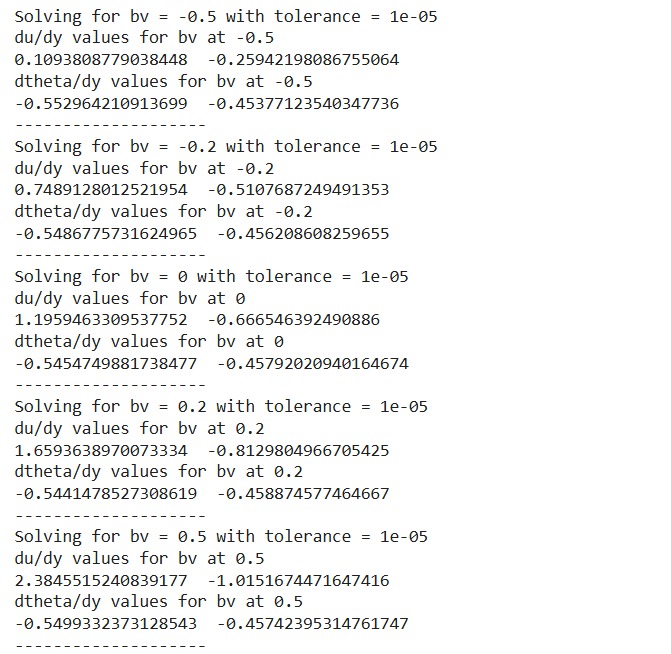 Solving for bv = -0.5 with tolerance = 1e-05
du/dy values for bv at -0.5
0.1093808779038448  -0.25942198086755064
dtheta/dy values for bv at -0.5
-0.552964210913699  -0.45377123540347736
--------------------
Solving for bv = -0.2 with tolerance = 1e-05
du/dy values for bv at -0.2
0.7489128012521954  -0.5107687249491353
dtheta/dy values for bv at -0.2
-0.5486775731624965  -0.456208608259655
--------------------
Solving for bv = 0 with tolerance = 1e-05
du/dy values for bv at 0
1.1959463309537752  -0.666546392490886
dtheta/dy values for bv at 0
-0.5454749881738477  -0.45792020940164674
--------------------
Solving for bv = 0.2 with tolerance = 1e-05
du/dy values for bv at 0.2
1.6593638970073334  -0.8129804966705425
dtheta/dy values for bv at 0.2
-0.5441478527308619  -0.458874577464667
--------------------
Solving for bv = 0.5 with tolerance = 1e-05
du/dy values for bv at 0.5
2.3845515240839177  -1.0151674471647416
dtheta/dy values for bv at 0.5
-0.5499332373128543  -0.45742395314761747
--------------------